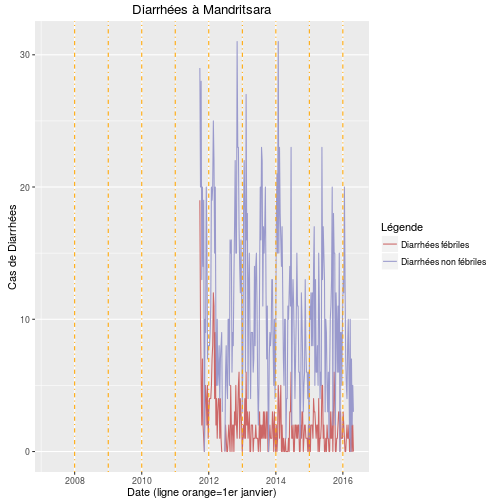 Diarrhées à Mandritsara
30
20
10
0
Cas de Diarrhées
2008
2010
2012
2014
2016
Date (ligne orange=1er janvier)
Légende
Diarrhées fébriles
Diarrhées non fébriles